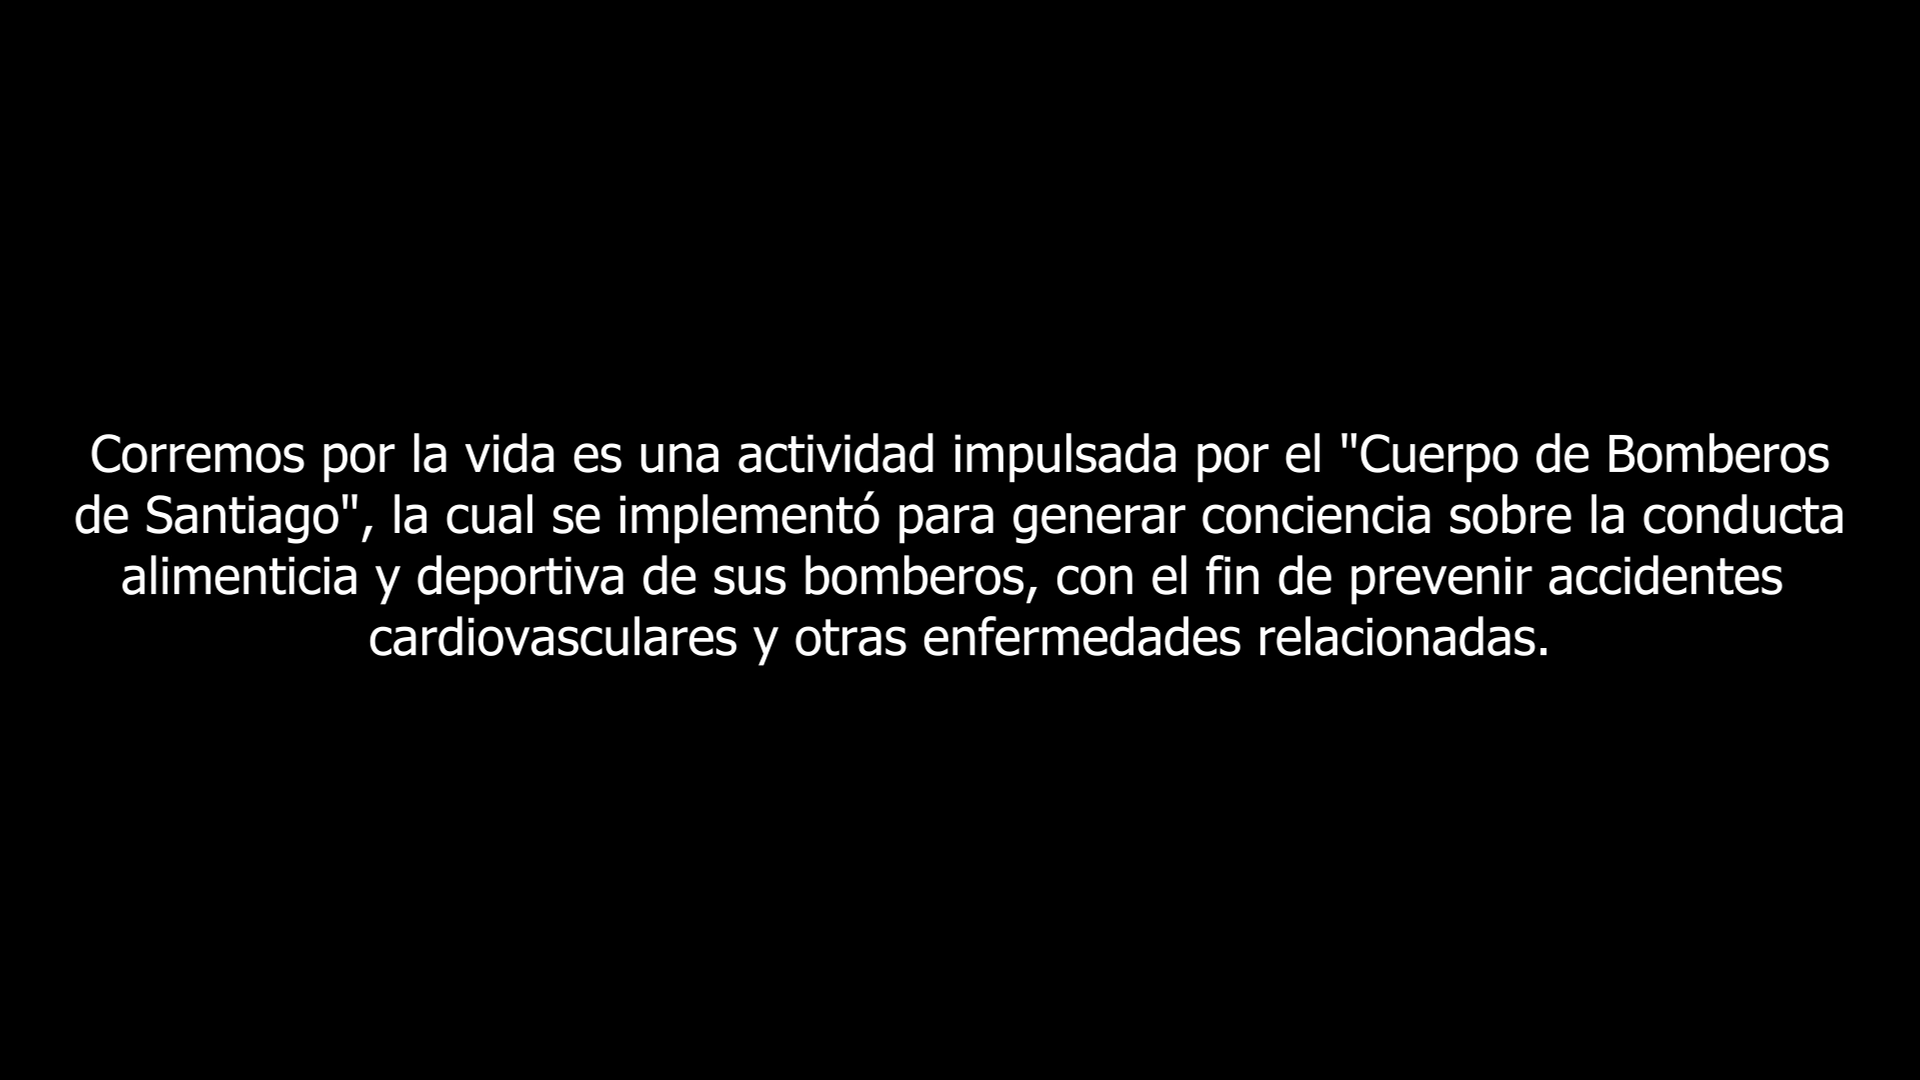 Corremos por la vida es una actividad impulsada por el "Cuerpo de Bomberos
de Santiago", la cual se implementó para generar conciencia sobre la conducta
alimenticia y deportiva de sus bomberos, con el fin de prevenir accidentes
cardiovasculares y otras enfermedades relacionadas.